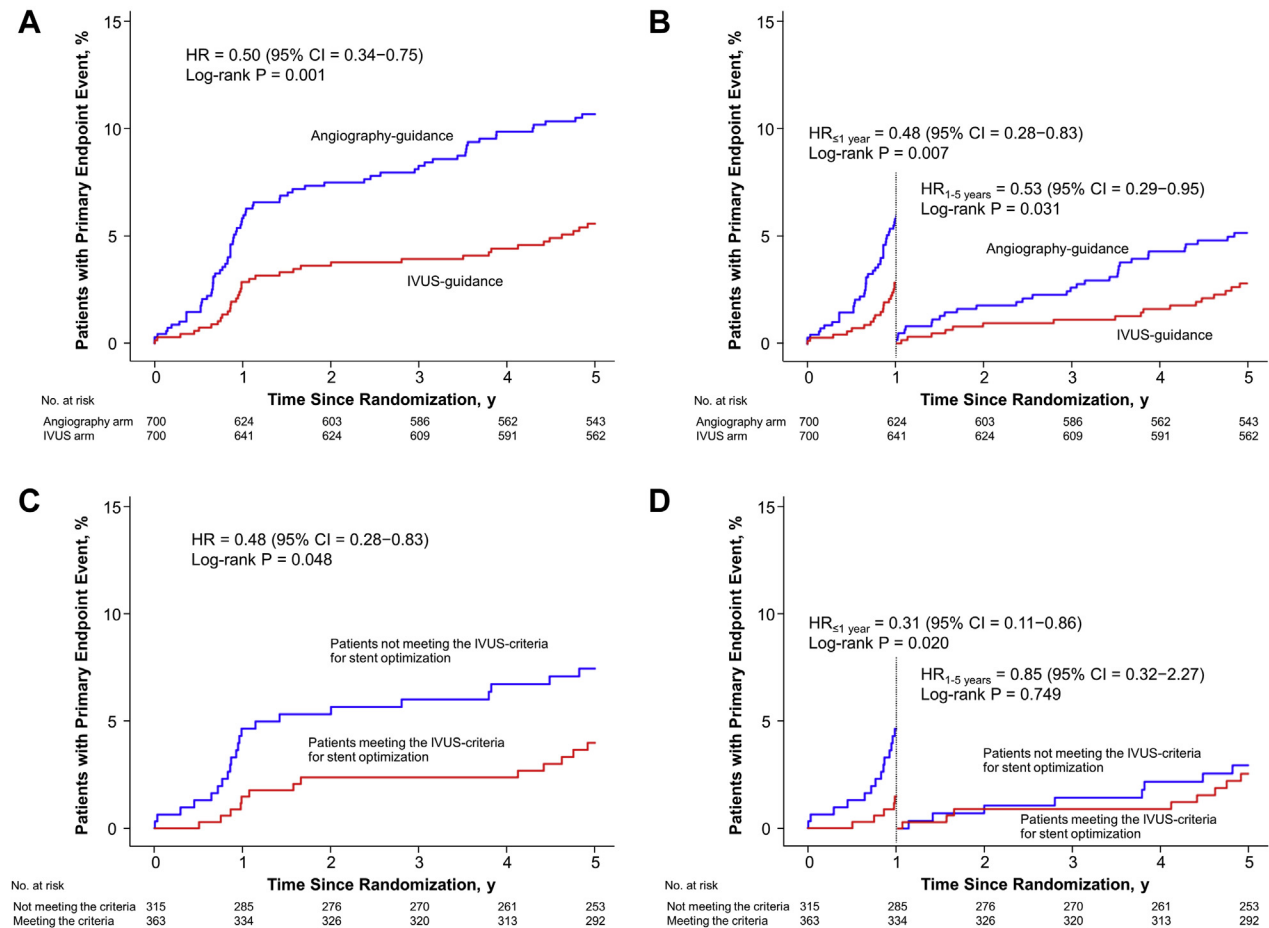 A
Patients with Primary Endpoint Event, %
15
10
5
0
HR = 0.50 (95% CI = 0.34−0.75)
Log-rank P = 0.001
Angiography-guidance
IVUS-guidance
0 1 2 3 4 5
No. at risk
Time Since Randomization, y
Angiography arm 700 624 603 586 562 543
IVUS arm 700 641 624 609 591 562
B
Patients with Primary Endpoint Event, %
15
10
5
0
HR≤1 year = 0.48 (95% CI = 0.28−0.83)
Log-rank P = 0.007
HR1-5 years = 0.53 (95% CI = 0.29−0.95)
Log-rank P = 0.031
Angiography-guidance
IVUS-guidance
0 1 2 3 4 5
No. at risk
Time Since Randomization, y
Angiography arm 700 624 603 586 562 543
IVUS arm 700 641 624 609 591 562
C
Patients with Primary Endpoint Event, %
15
10
5
0
HR = 0.48 (95% CI = 0.28−0.83)
Log-rank P = 0.048
Patients not meeting the IVUS-criteria
for stent optimization
Patients meeting the IVUS-criteria
for stent optimization
0 1 2 3 4 5
No. at risk
Time Since Randomization, y
Not meeting the criteria 315 285 276 270 261 253
Meeting the criteria 363 334 326 320 313 292
D
Patients with Primary Endpoint Event, %
15
10
5
0
HR≤1 year = 0.31 (95% CI = 0.11−0.86)
Log-rank P = 0.020
HR1-5 years = 0.85 (95% CI = 0.32−2.27)
Log-rank P = 0.749
Patients not meeting the IVUS-criteria
for stent optimization
Patients meeting the IVUS-criteria
for stent optimization
0 1 2 3 4 5
No. at risk
Time Since Randomization, y
Not meeting the criteria 315 285 276 270 261 253
Meeting the criteria 363 334 326 320 313 292